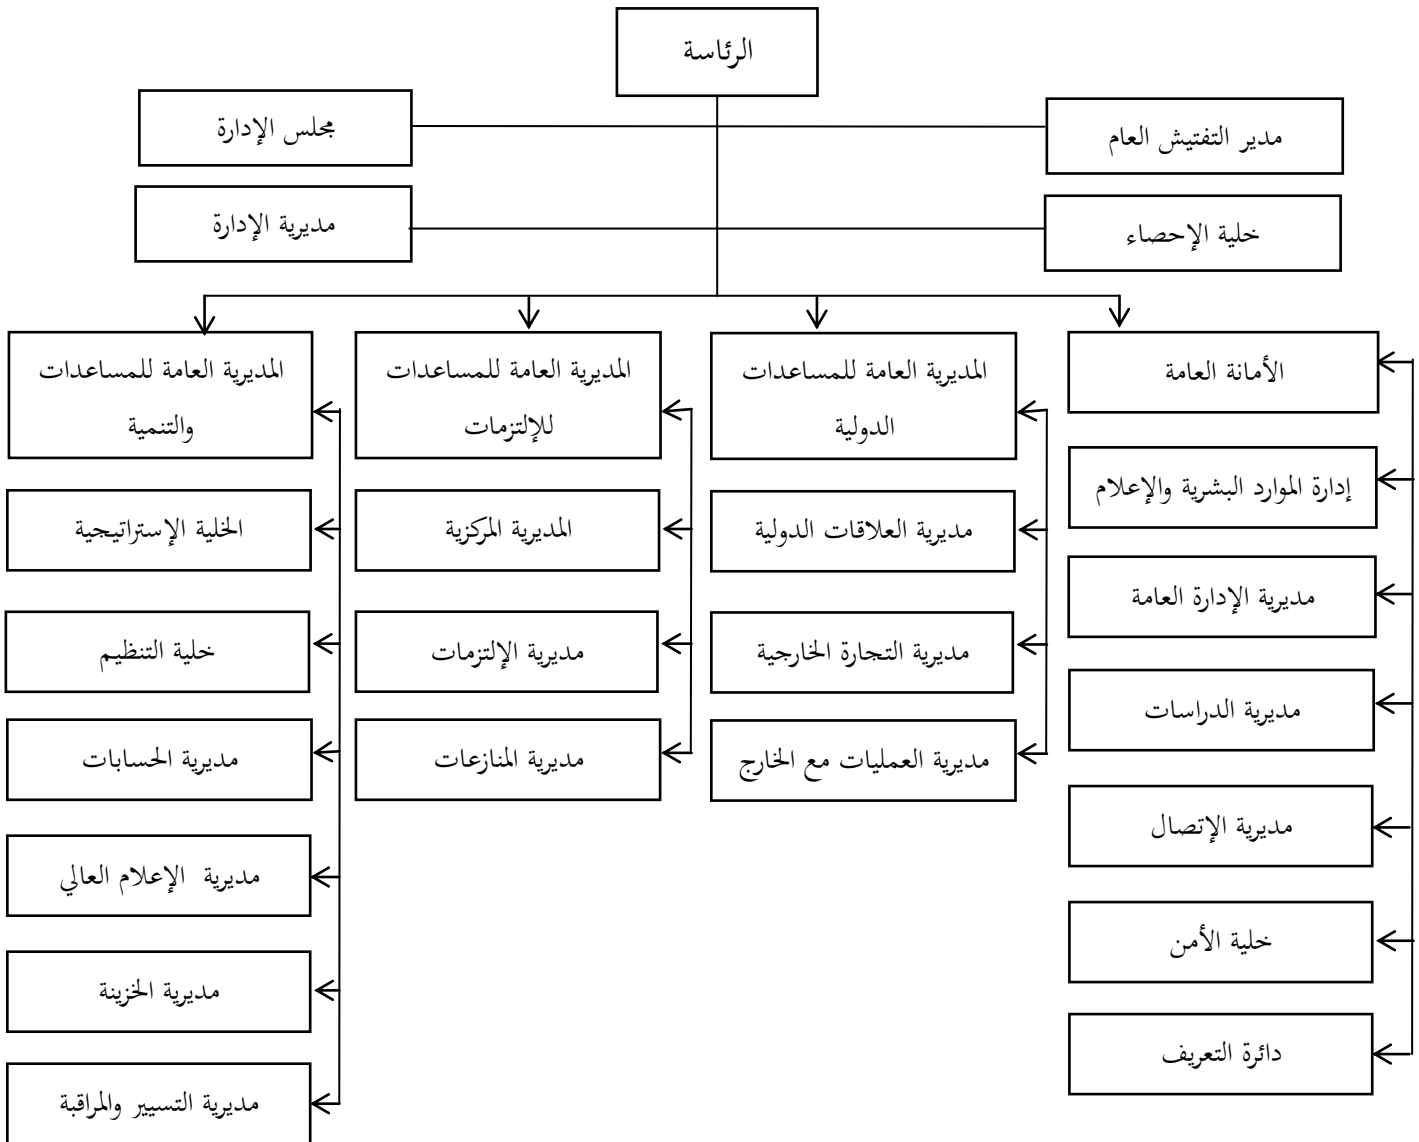 الرئاسة
مدير التفتيش العام
مجلس الإدارة
خلية الإحصاء
مديرية الإدارة
الأمانة العامة
إدارة الموارد البشرية والإعلام
مديرية الإدارة العامة
مديرية الدراسات
مديرية الإتصال
خلية الأمن
دائرة التعريف
المديرية العامة للمساعدات
الدولية
مديرية العلاقات الدولية
مديرية التجارة الخارجية
مديرية العمليات مع الخارج
المديرية العامة للمساعدات
للإلتزمات
المديرية المركزية
مديرية الإلتزمات
مديرية المنازعات
المديرية العامة للمساعدات
والتنمية
الخلية الإستراتيجية
خلية التنظيم
مديرية الحسابات
مديرية الإعلام العالي
مديرية الخزينة
مديرية التسيير والمراقبة